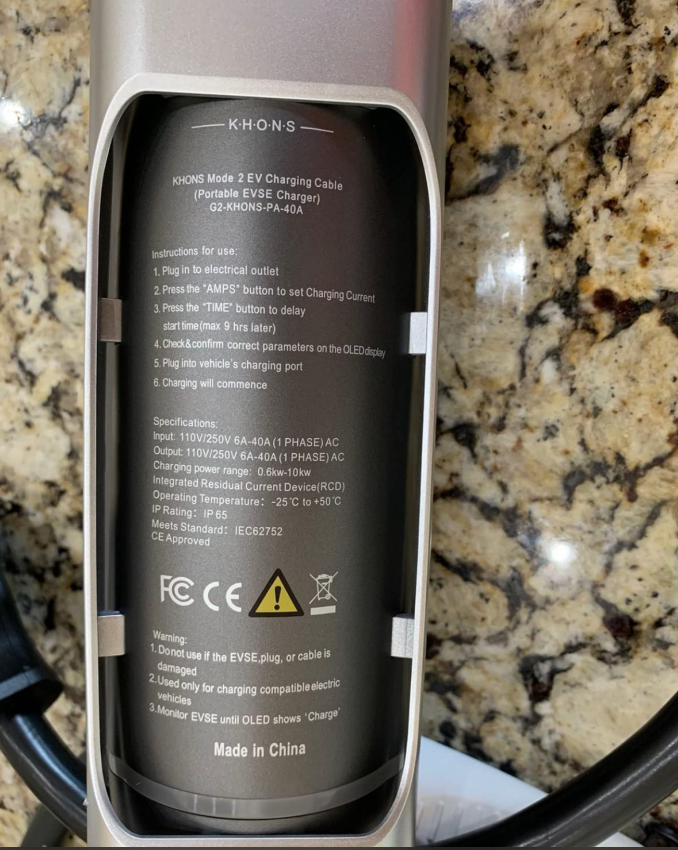 K·H·O·N·S
KHONS Mode 2 EV Charging Cable
(Portable EVSE Charger)
G2-KHONS-PA-40A
Instructions for use:
1. Plug in to electrical outlet
2. Press the "AMPS" button to set Charging Current
3. Press the "TIME" button to delay
start time(max 9 hrs later)
4. Check&confirm correct parameters on the OLED display
5. Plug into vehicle's charging port
6. Charging will commence
Specifications:
Input: 110V/250V 6A-40A (1 PHASE) AC
Output: 110V/250V 6A-40A (1 PHASE) AC
Charging power range: 0.6kw-10kw
Integrated Residual Current Device(RCD)
Operating Temperature: -25°C to +50°C
IP Rating: IP 65
Meets Standard: IEC62752
CE Approved
FC CE !
Warning:
1. Do not use if the EVSE,plug, or cable is
damaged
2.Used only for charging compatible electric
vehicles
3.Monitor EVSE until OLED shows 'Charge'
Made in China